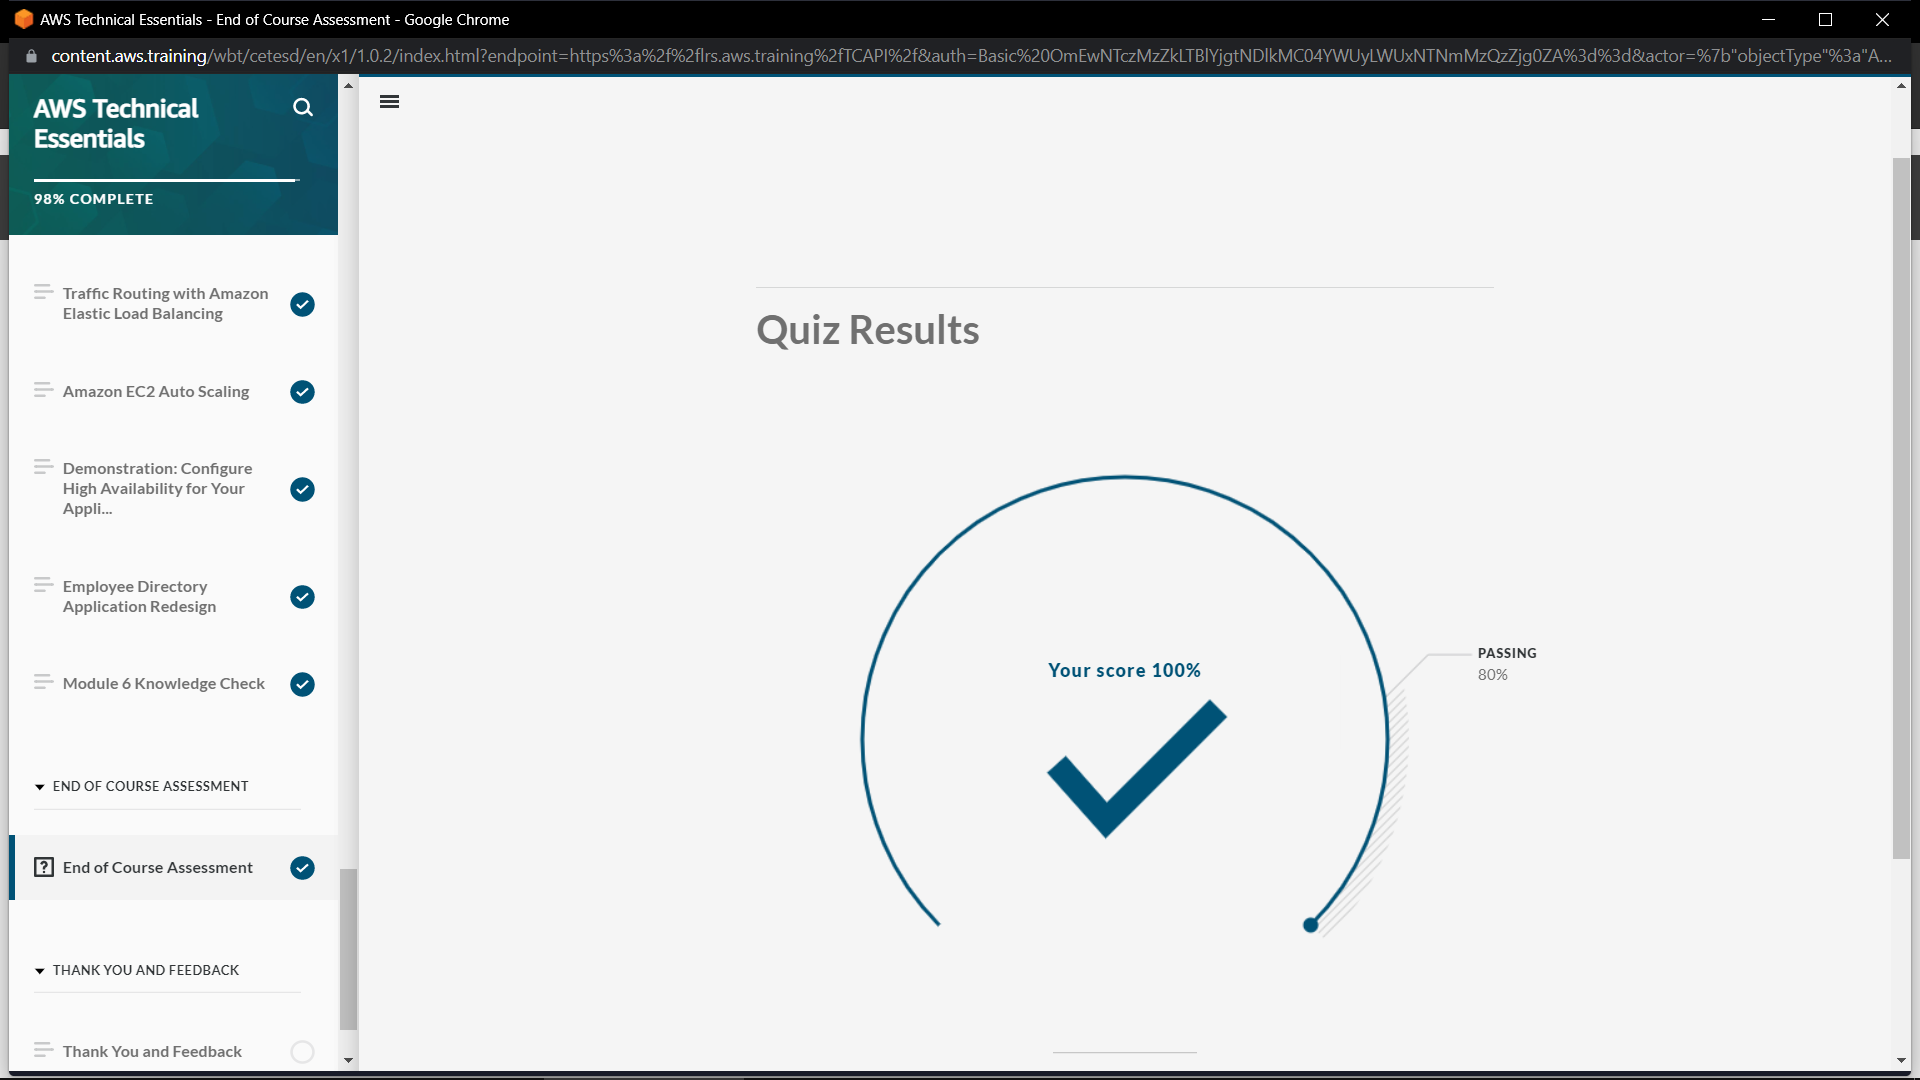 AWS Technical Essentials - End of Course Assessment - Google Chrome
content.aws.training/wbt/cetesd/en/x1/1.0.2/index.html?endpoint=https%3a%2f%2flrs.aws.training%2fTCAPI%2f&auth=Basic%20OmEwNTczMzZkLTBlYjgtNDlkMC04YWUyLWUxNTNmMzQzZjg0ZA%3d%3d&actor=%7b"objectType"%3a"A...
AWS Technical
Essentials
98% COMPLETE
Traffic Routing with Amazon
Elastic Load Balancing
Amazon EC2 Auto Scaling
Demonstration: Configure
High Availability for Your
Appli...
Employee Directory
Application Redesign
Module 6 Knowledge Check
END OF COURSE ASSESSMENT
End of Course Assessment
THANK YOU AND FEEDBACK
Thank You and Feedback
Quiz Results
Your score 100%
PASSING
80%